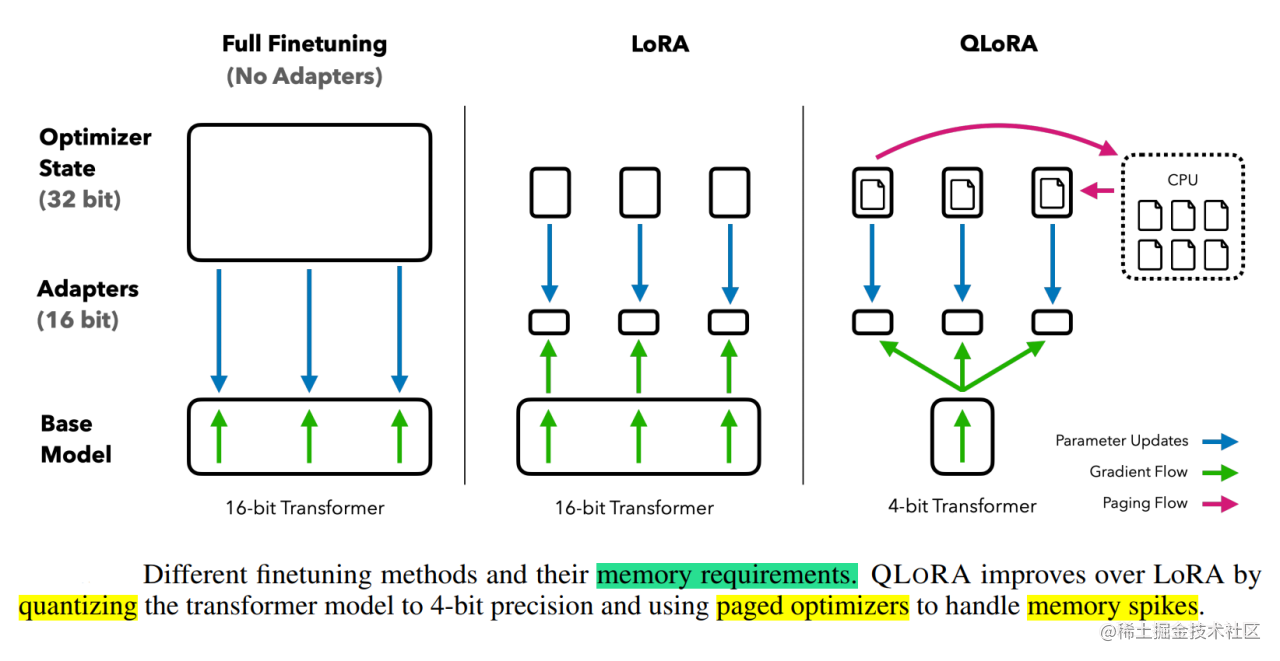 Full Finetuning
(No Adapters)
LoRA
QLoRA
Optimizer
State
(32 bit)
CPU
Adapters
(16 bit)
Base
Model
Parameter Updates
Gradient Flow
Paging Flow
16-bit Transformer
16-bit Transformer
4-bit Transformer
Different finetuning methods and their memory requirements. QLORA improves over LoRA by
quantizing the transformer model to 4-bit precision and using paged optimizers to handle memory spikes.
@稀土掘金技术社区